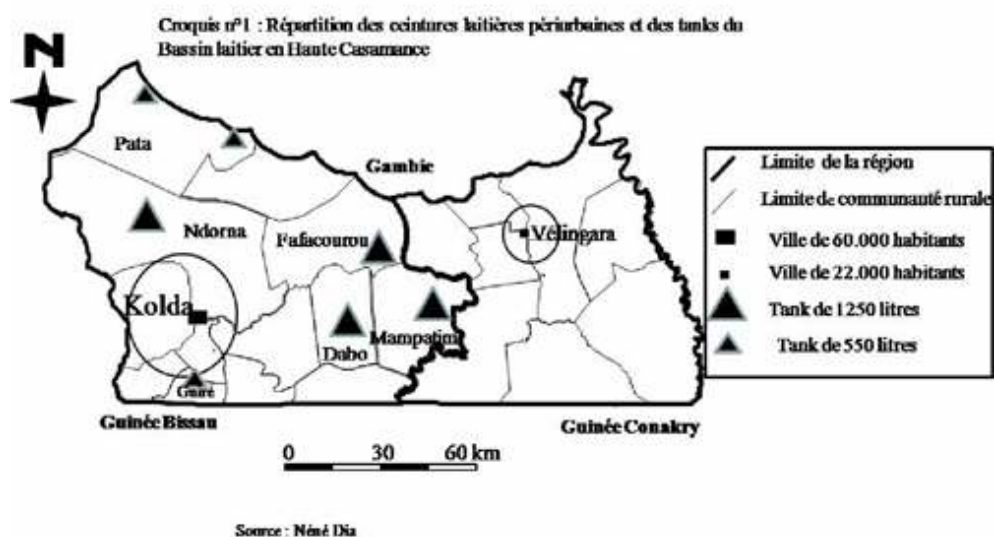 Croquis n°1 : Répartition des ceintures laitières périurbaines et des tanks du
Bassin laitier en Haute Casamance
N
Pata
Gambie
Ndorna
Fafacourou
Vélingara
Kolda
Dabo
Mampatim
Guinée Bissau
Guinée Conakry
Limite de la région
Limite de communauté rurale
Ville de 60.000 habitants
Ville de 22.000 habitants
Tank de 1250 litres
Tank de 550 litres
0 30 60 km
Source : Néné Dia